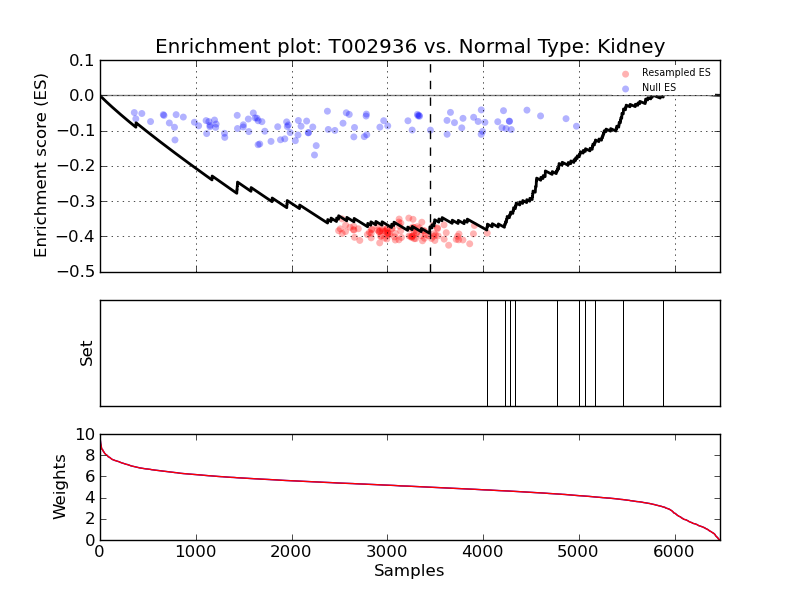 Enrichment plot: T002936 vs. Normal Type: Kidney
Enrichment score (ES)
0.1
0.0
−0.1
−0.2
−0.3
−0.4
−0.5
Resampled ES
Null ES
Set
Weights
10
8
6
4
2
0
0 1000 2000 3000 4000 5000 6000
Samples